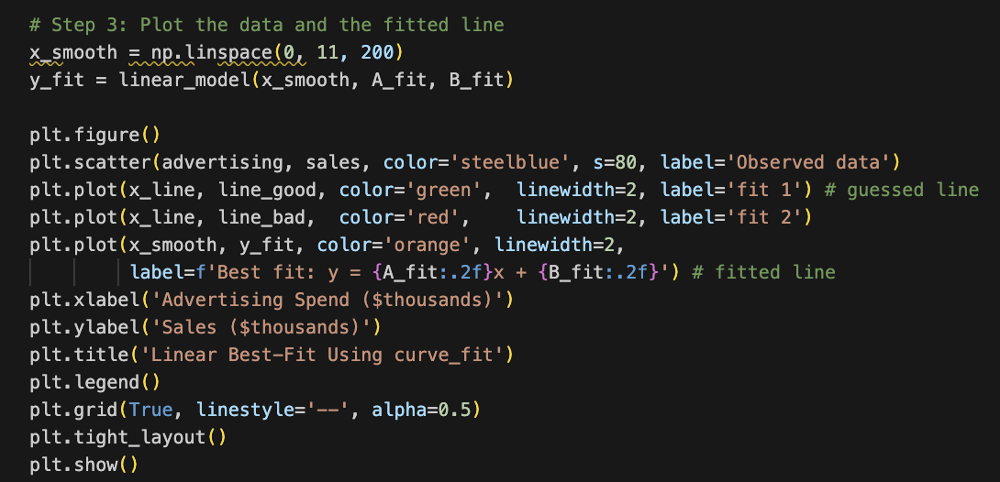 # Step 3: Plot the data and the fitted line
x_smooth = np.linspace(0, 11, 200)
y_fit = linear_model(x_smooth, A_fit, B_fit)

plt.figure()
plt.scatter(advertising, sales, color='steelblue', s=80, label='Observed data')
plt.plot(x_line, line_good, color='green',  linewidth=2, label='fit 1') # guessed line
plt.plot(x_line, line_bad,  color='red',    linewidth=2, label='fit 2')
plt.plot(x_smooth, y_fit, color='orange', linewidth=2,
         label=f'Best fit: y = {A_fit:.2f}x + {B_fit:.2f}') # fitted line
plt.xlabel('Advertising Spend ($thousands)')
plt.ylabel('Sales ($thousands)')
plt.title('Linear Best-Fit Using curve_fit')
plt.legend()
plt.grid(True, linestyle='--', alpha=0.5)
plt.tight_layout()
plt.show()